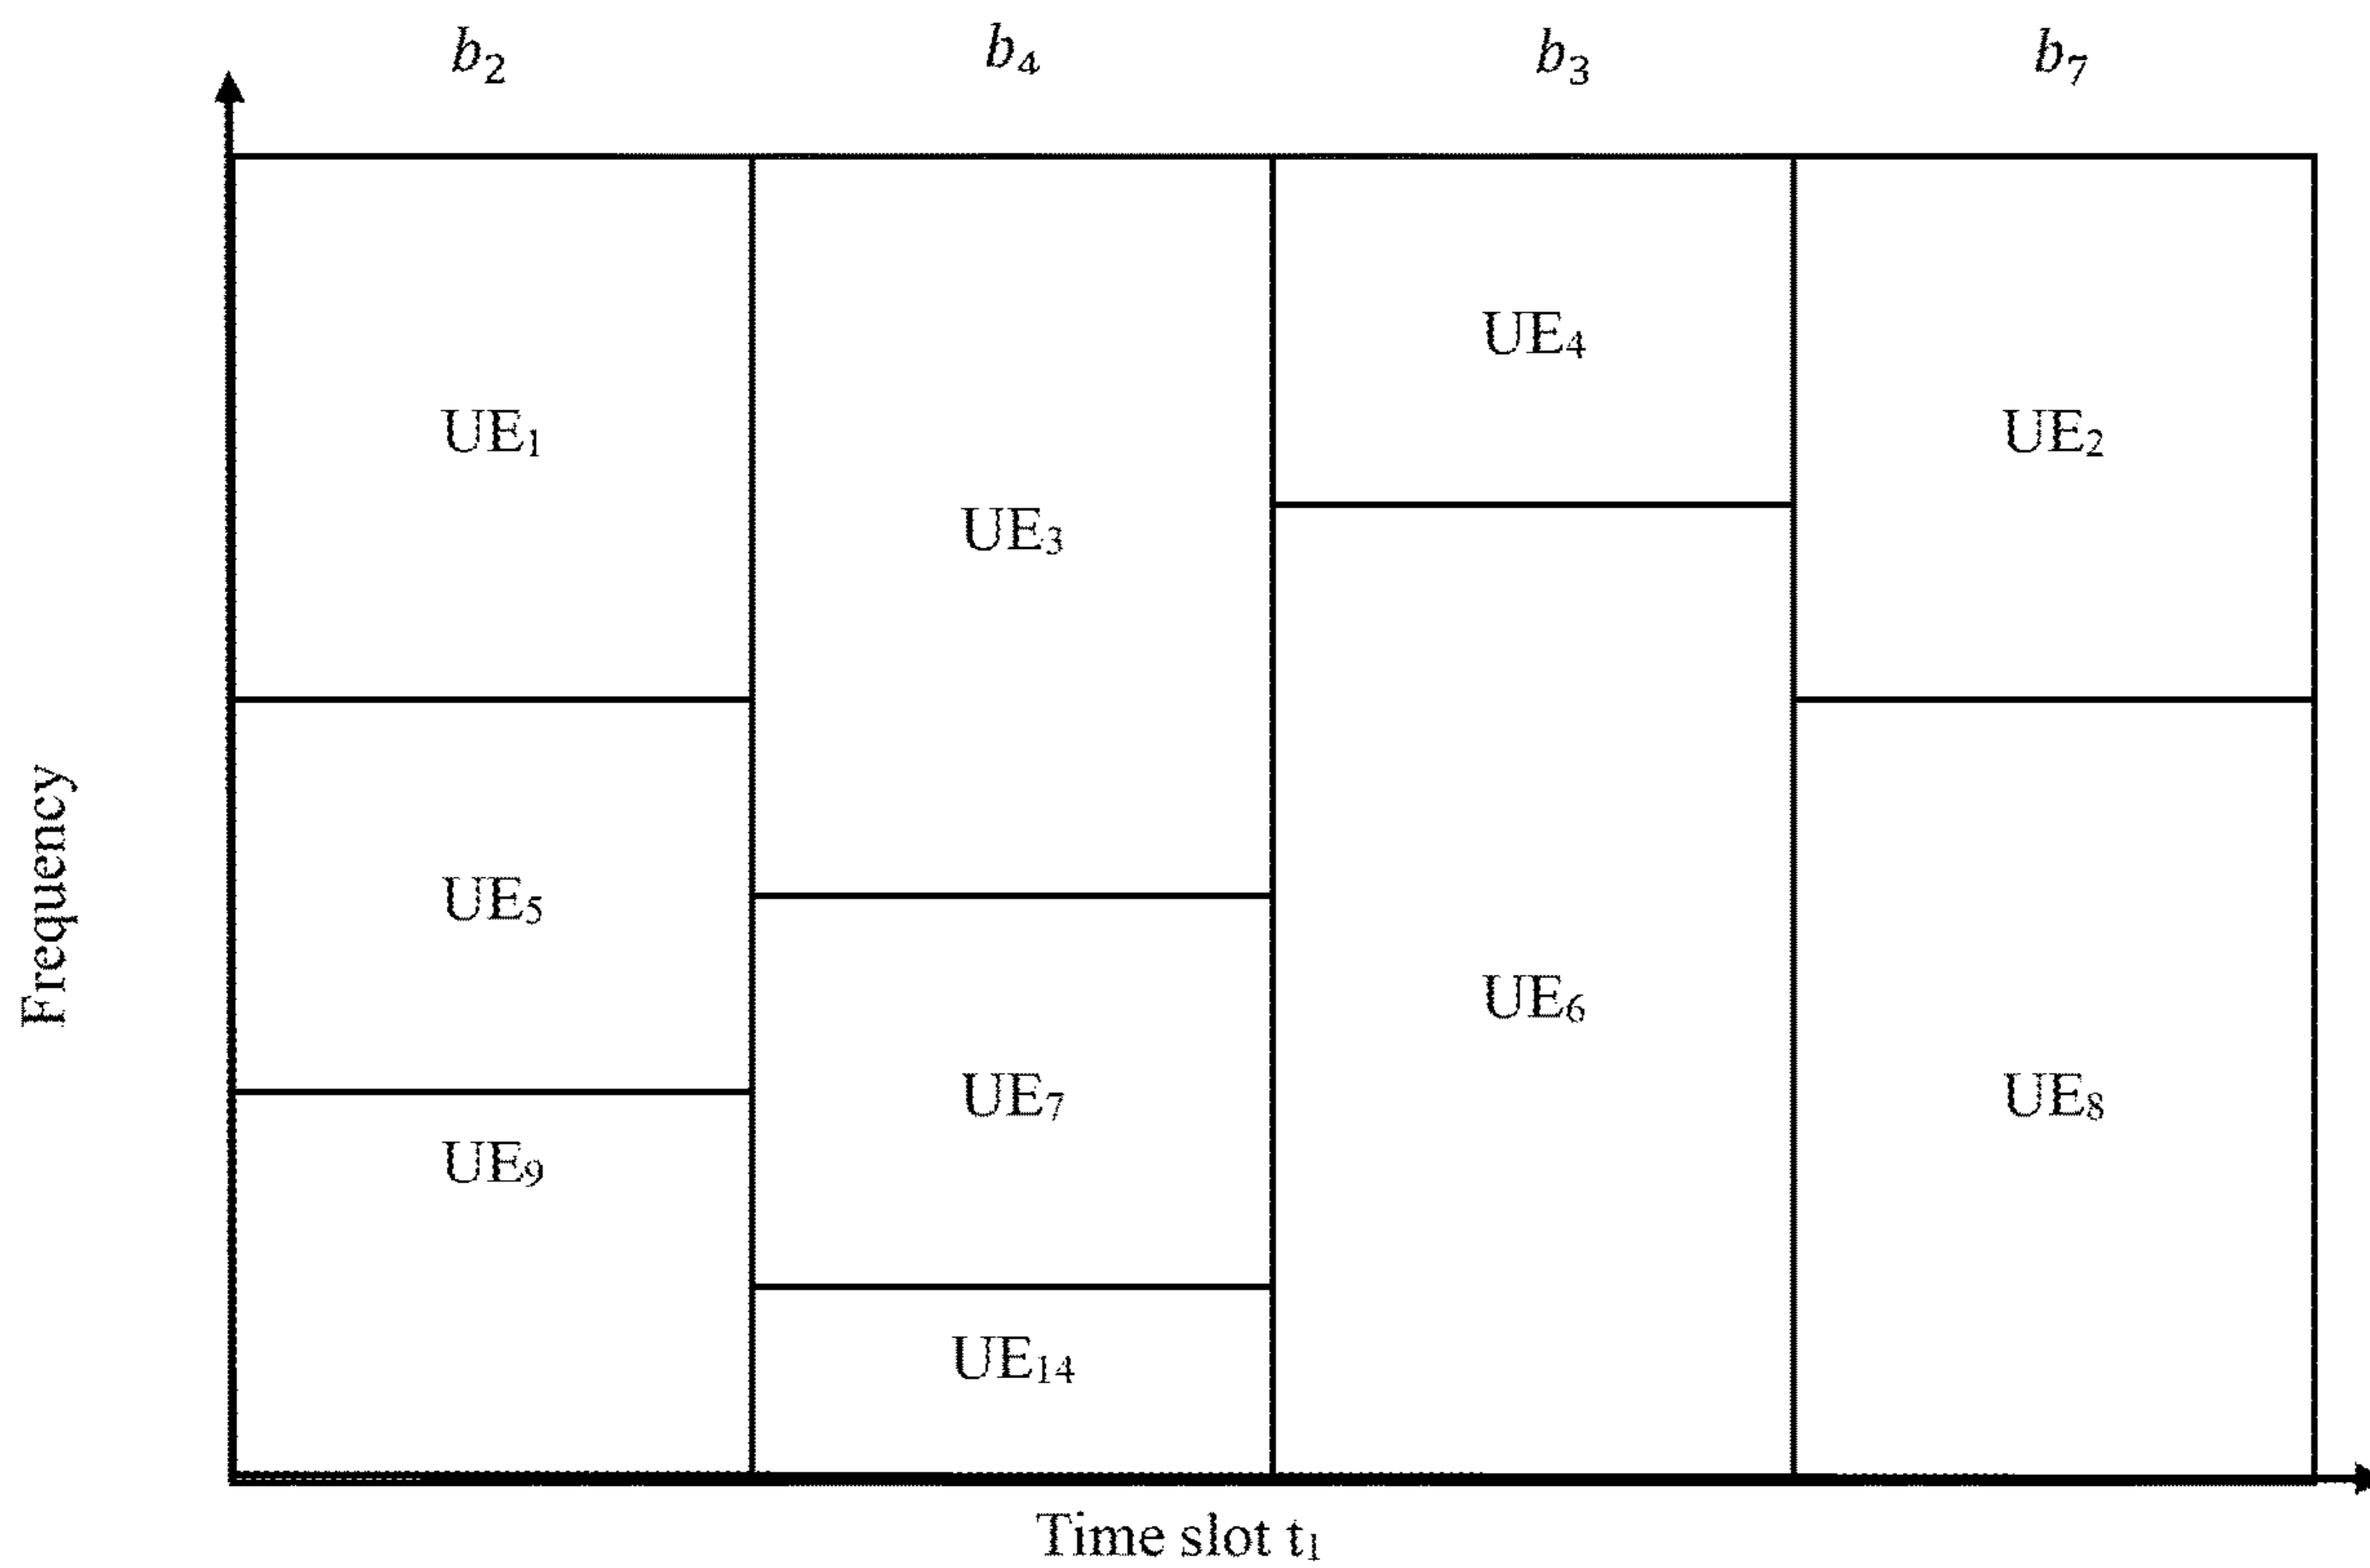 b₂ b₄ b₃ b₇
UE₄
UE₁ UE₂
UE₃
UE₅
UE₆
UE₇ UE₈
UE₉
UE₁₄
Frequency
Time slot t₁